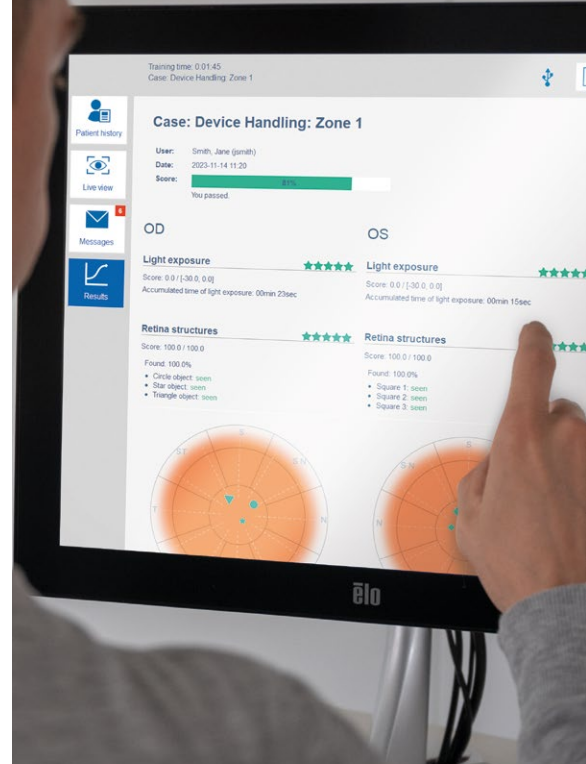 Training time: 0:01:45
Case: Device Handling: Zone 1
Patient history
Live view
6
Messages
Results
Case: Device Handling: Zone 1
User: Smith, Jane (jsmith)
Date: 2023-11-14 11:20
Score: 81%
You passed.
OD
Light exposure
Score: 0.0 / [-30.0, 0.0]
Accumulated time of light exposure: 00min 23sec
Retina structures
Score: 100.0 / 100.0
Found: 100.0%
• Circle object: seen
• Star object: seen
• Triangle object: seen
S
ST
SN
T
N
OS
Light exposure
Score: 0.0 / [-30.0, 0.0]
Accumulated time of light exposure: 00min 15sec
Retina structures
Score: 100.0 / 100.0
Found: 100.0%
• Square 1: seen
• Square 2: seen
• Square 3: seen
S
SN
N
ēlo